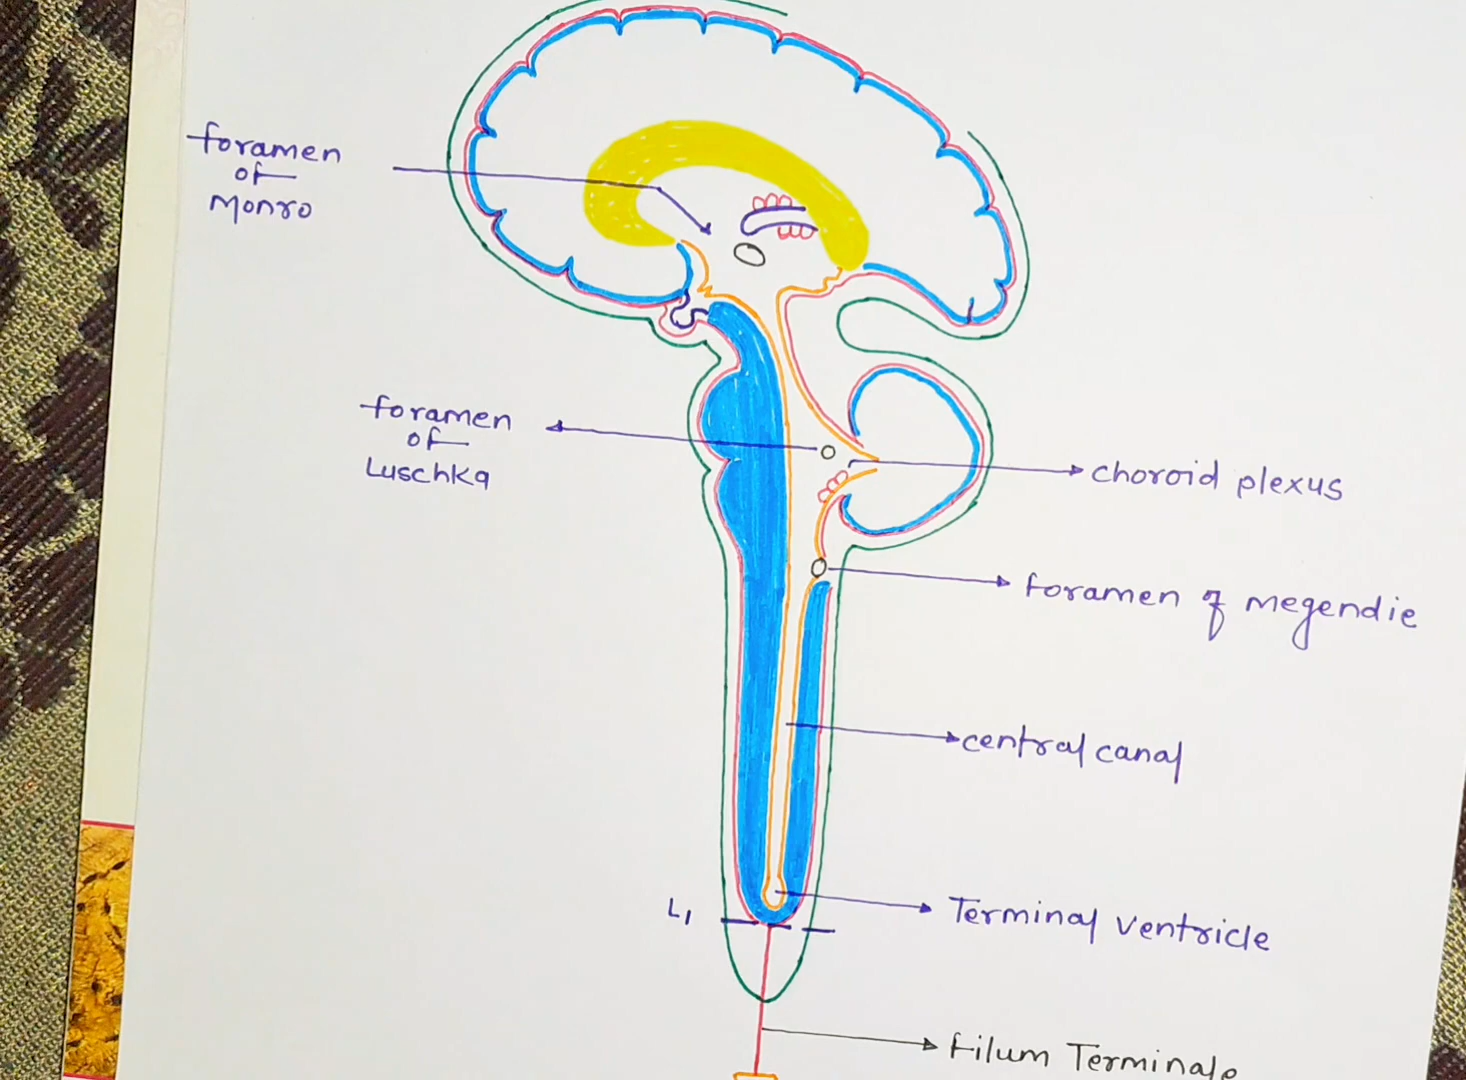 foramen
of
Monro
foramen
of
Luschka
choroid plexus
foramen of megendie
central canal
L1
Terminal ventricle
filum Terminale